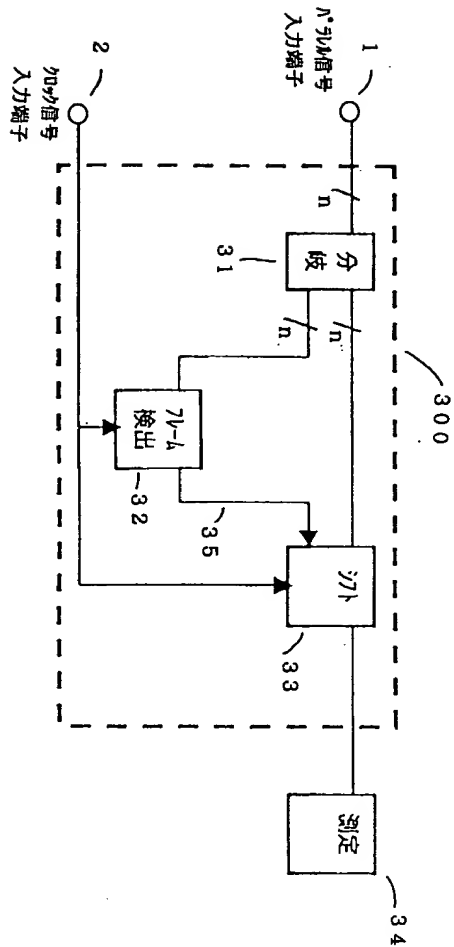 1
パラレル信号
入力端子
2
クロック信号
入力端子
300
n
分岐
31
n
n
フレーム
検出
32
35
シフト
33
測定
34